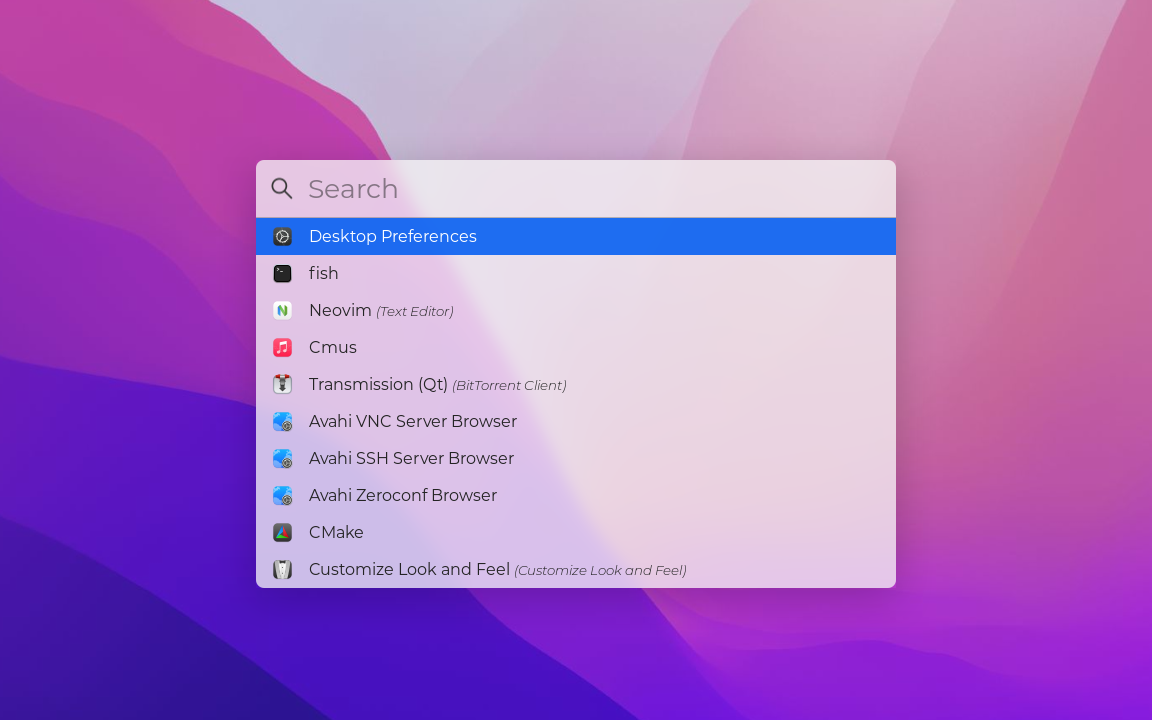 Search
Desktop Preferences
fish
Neovim (Text Editor)
Cmus
Transmission (Qt) (BitTorrent Client)
Avahi VNC Server Browser
Avahi SSH Server Browser
Avahi Zeroconf Browser
CMake
Customize Look and Feel (Customize Look and Feel)